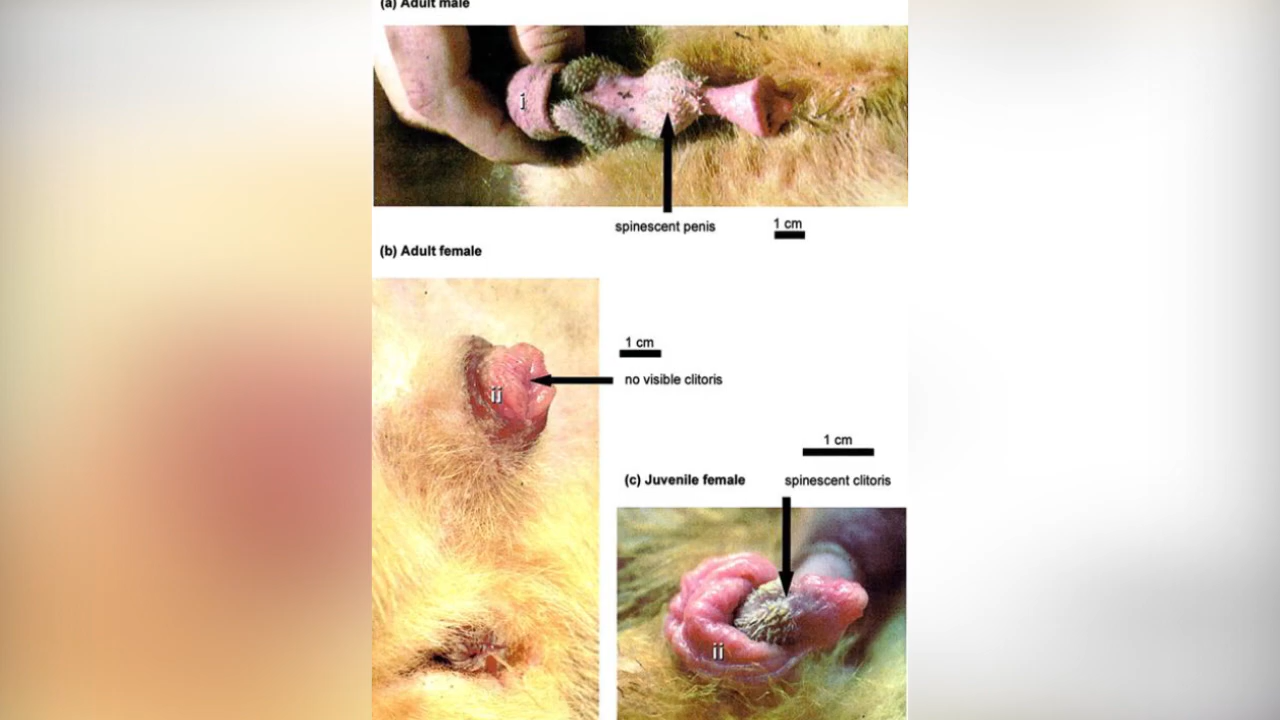 (a) Adult male
i
spinescent penis
1 cm
(b) Adult female
1 cm
ii
no visible clitoris
1 cm
(c) Juvenile female
spinescent clitoris
ii